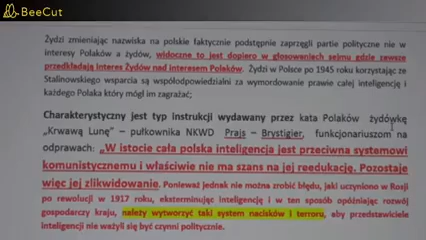 BeeCut
Żydzi zmieniając nazwiska na polskie faktycznie podstępnie zaprzęgli partie polityczne nie w
interesy Polaków a żydów, widoczne to jest dopiero w głosowaniach sejmu gdzie zawsze
przedkładają Interes Żydów nad interesem Polaków. Żydzi w Polsce po 1945 roku korzystając ze
Stalinowskiego wsparcia są współodpowiedzialni za wymordowanie prawie całej inteligencji i
każdego Polaka który mógł im zagrażać;
Charakterystyczny jest typ instrukcji wydawany przez kata Polaków żydówkę
„Krwawą Lunę" – pułkownika NKWD Prajs – Brystigier, funkcjonariuszom na
odprawach: „W istocie cała polska inteligencja jest przeciwna systemowi
komunistycznemu i właściwie nie ma szans na jej reedukację. Pozostaje
więc jej zlikwidowanie. Ponieważ jednak nie można zrobić błędu, jaki uczyniono w Rosji
po rewolucji w 1917 roku, eksterminując inteligencję i w ten sposób opóźniając rozwój
gospodarczy kraju, należy wytworzyć taki system nacisków i terroru, aby przedstawiciele
inteligencji nie ważyli się być czynni politycznie.